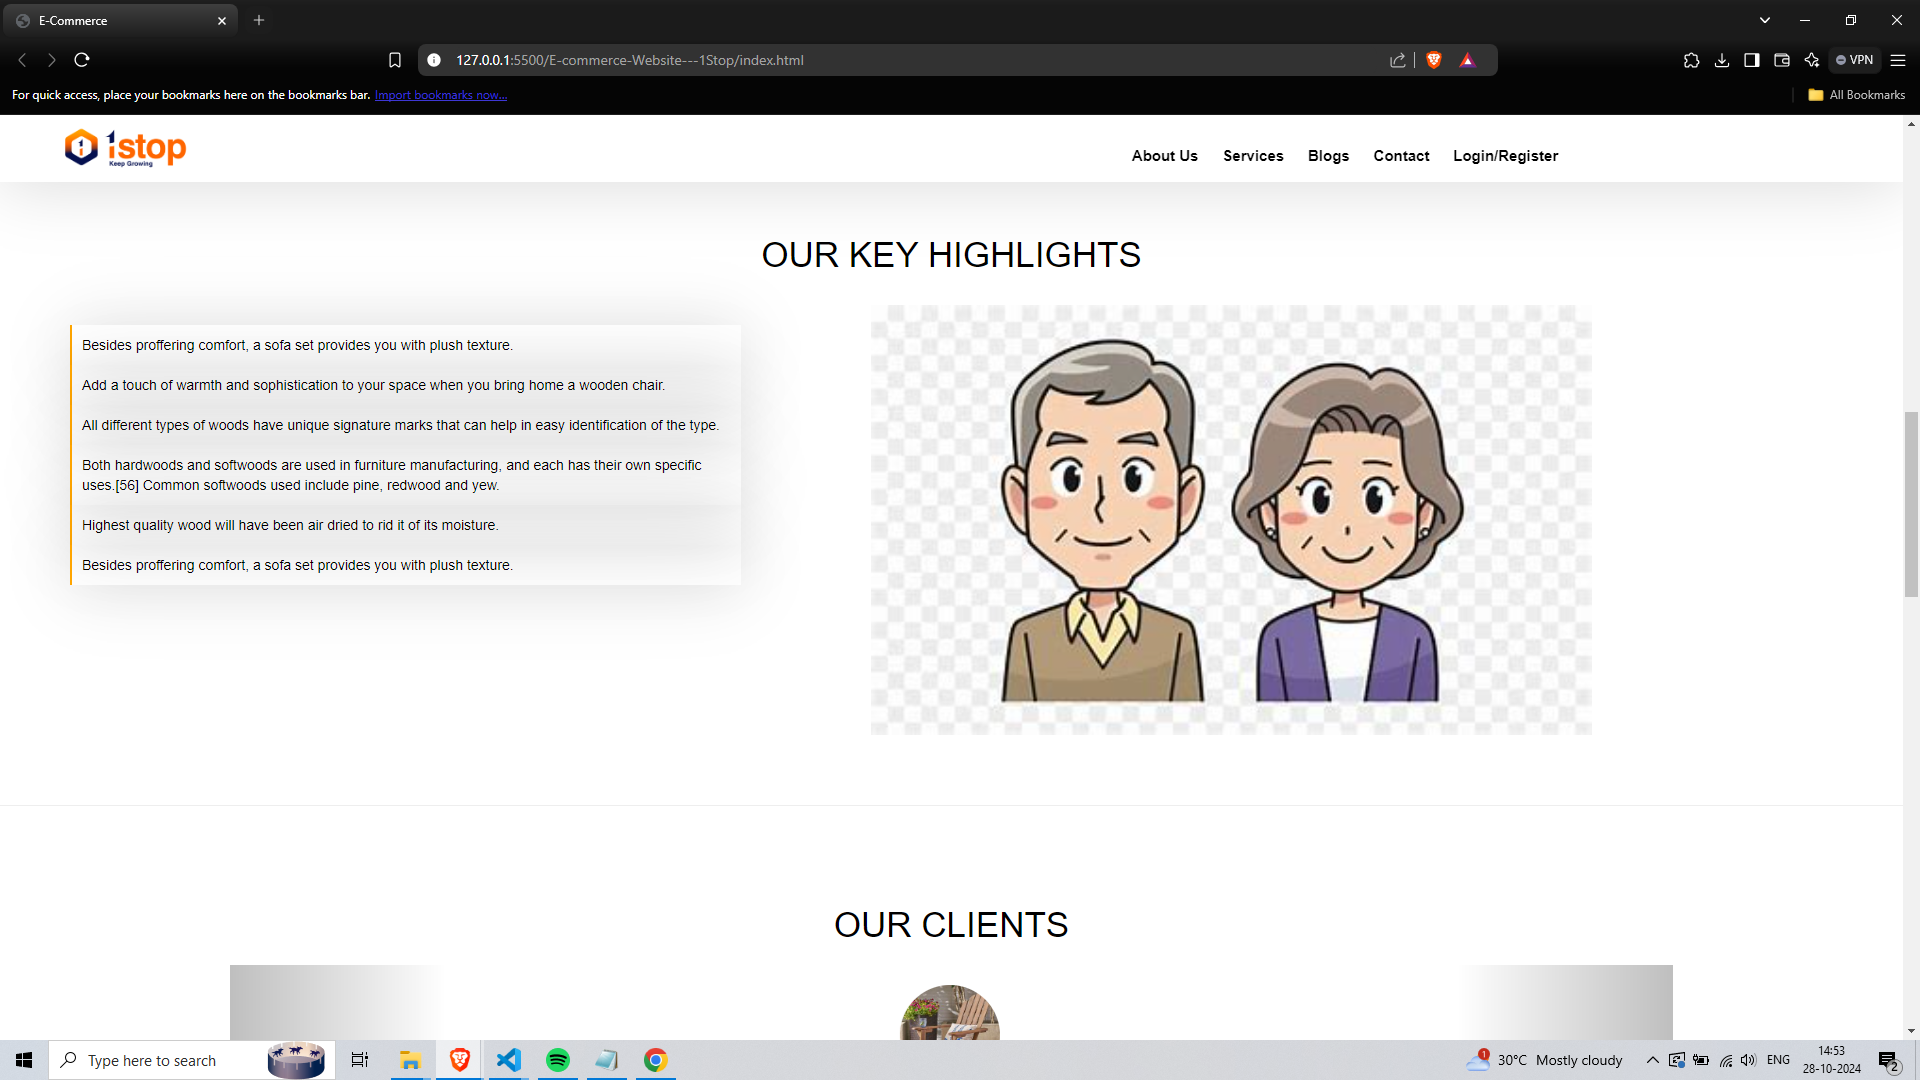 E-Commerce
127.0.0.1:5500/E-commerce-Website---1Stop/index.html
VPN
For quick access, place your bookmarks here on the bookmarks bar. Import bookmarks now...
All Bookmarks
1stop
Keep Growing
About Us Services Blogs Contact Login/Register
OUR KEY HIGHLIGHTS
Besides proffering comfort, a sofa set provides you with plush texture.
Add a touch of warmth and sophistication to your space when you bring home a wooden chair.
All different types of woods have unique signature marks that can help in easy identification of the type.
Both hardwoods and softwoods are used in furniture manufacturing, and each has their own specific
uses.[56] Common softwoods used include pine, redwood and yew.
Highest quality wood will have been air dried to rid it of its moisture.
Besides proffering comfort, a sofa set provides you with plush texture.
OUR CLIENTS
Type here to search
1
30°C Mostly cloudy
ENG
14:53
28-10-2024
2